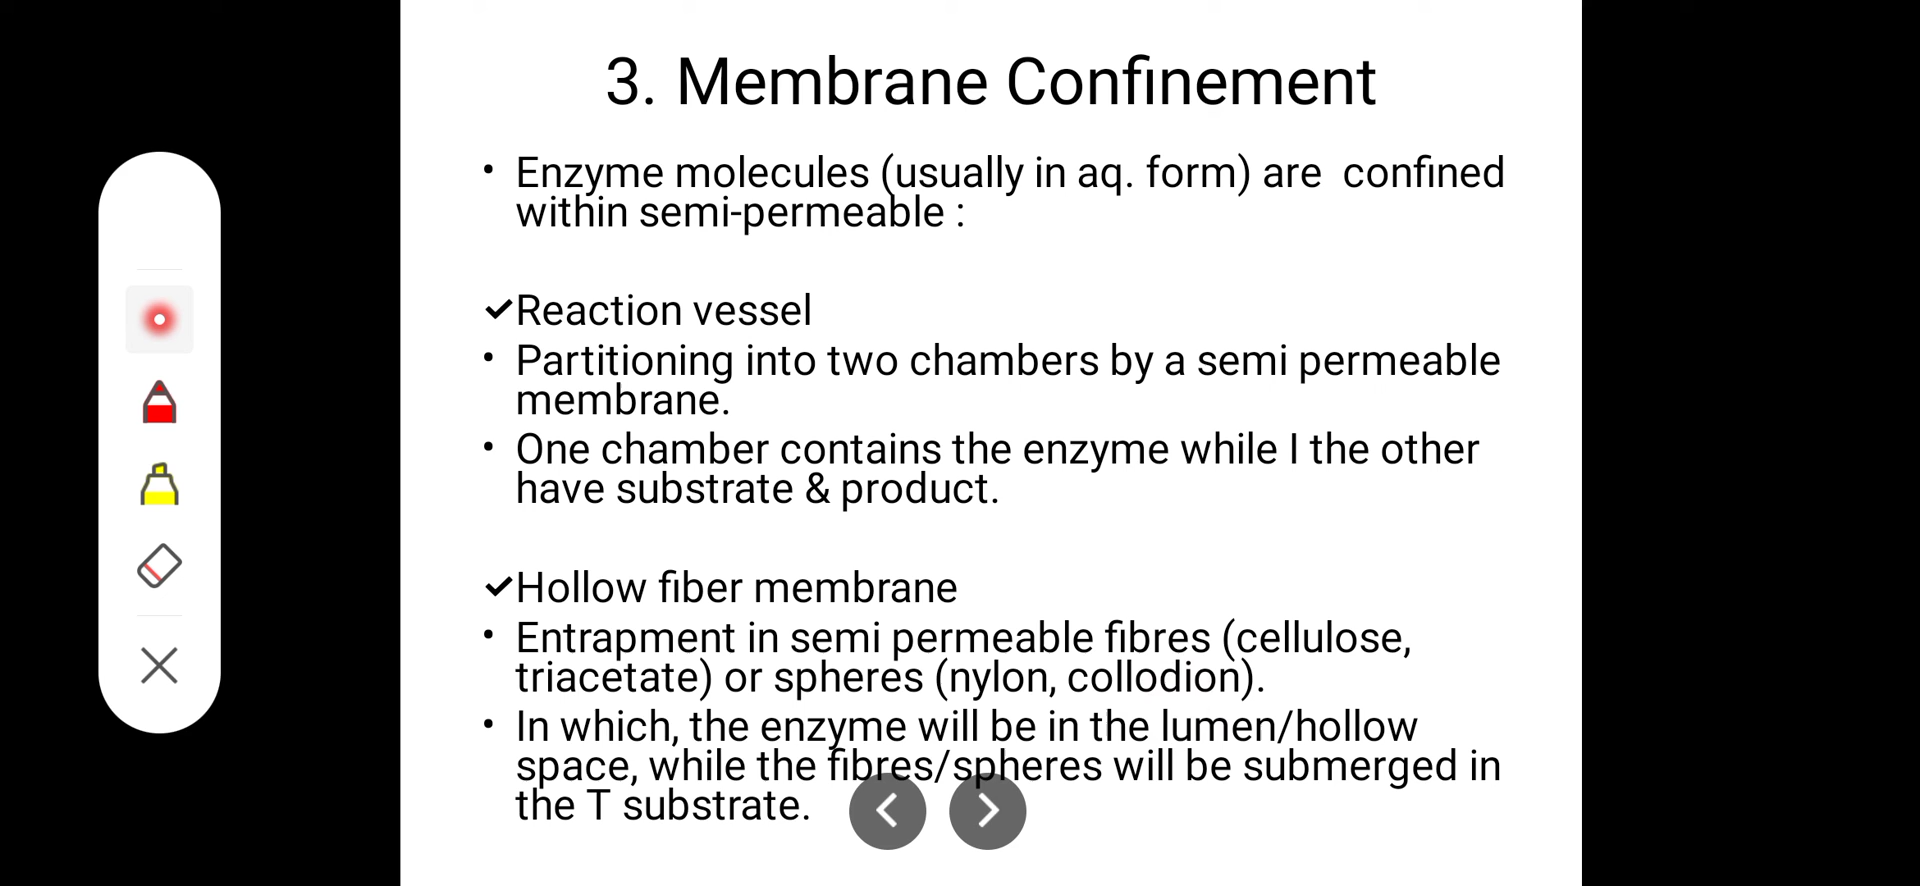 3. Membrane Confinement
• Enzyme molecules (usually in aq. form) are  confined
within semi-permeable :
✓Reaction vessel
• Partitioning into two chambers by a semi permeable
membrane.
• One chamber contains the enzyme while I the other
have substrate & product.
✓Hollow fiber membrane
• Entrapment in semi permeable fibres (cellulose,
triacetate) or spheres (nylon, collodion).
• In which, the enzyme will be in the lumen/hollow
space, while the fibres/spheres will be submerged in
the T substrate.